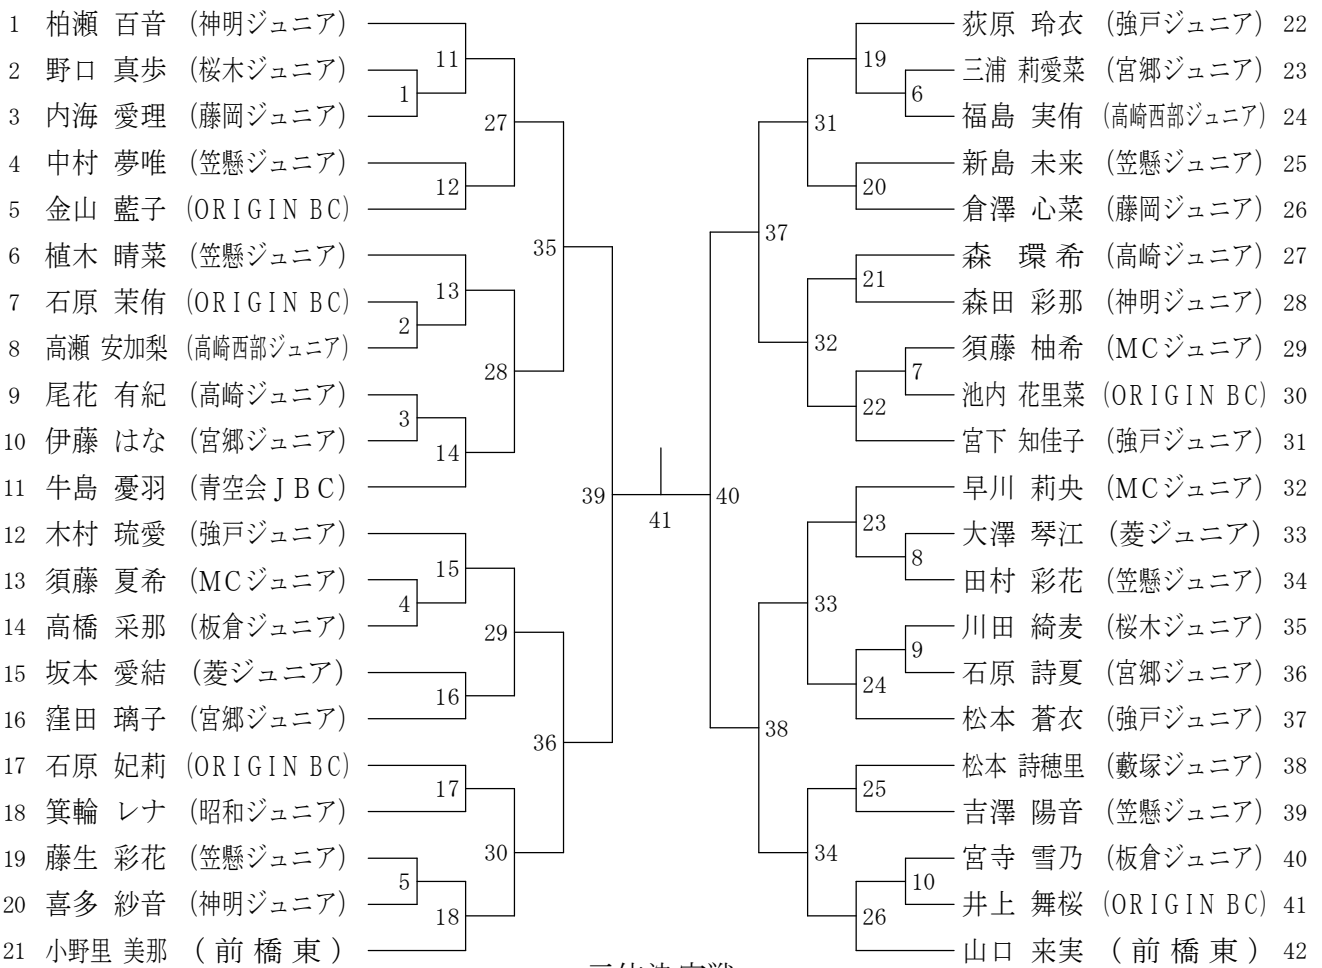 1 柏瀬 百音 (神明ジュニア)
2 野口 真歩 (桜木ジュニア)
3 内海 愛理 (藤岡ジュニア)
4 中村 夢唯 (笠懸ジュニア)
5 金山 藍子 (ORIGIN BC)
6 植木 晴菜 (笠懸ジュニア)
7 石原 茉侑 (ORIGIN BC)
8 高瀬 安加梨 (高崎西部ジュニア)
9 尾花 有紀 (高崎ジュニア)
10 伊藤 はな (宮郷ジュニア)
11 牛島 憂羽 (青空会JBC)
12 木村 琉愛 (強戸ジュニア)
13 須藤 夏希 (MCジュニア)
14 高橋 采那 (板倉ジュニア)
15 坂本 愛結 (菱ジュニア)
16 窪田 璃子 (宮郷ジュニア)
17 石原 妃莉 (ORIGIN BC)
18 箕輪 レナ (昭和ジュニア)
19 藤生 彩花 (笠懸ジュニア)
20 喜多 紗音 (神明ジュニア)
21 小野里 美那 (前橋東)
1
2
3
4
5
11
12
13
14
15
16
17
18
27
28
29
30
35
36
39
41
40
37
38
31
32
33
34
19
20
21
22
23
24
25
26
6
7
8
9
10
荻原 玲衣 (強戸ジュニア) 22
三浦 莉愛菜 (宮郷ジュニア) 23
福島 実侑 (高崎西部ジュニア) 24
新島 未来 (笠懸ジュニア) 25
倉澤 心菜 (藤岡ジュニア) 26
森 環希 (高崎ジュニア) 27
森田 彩那 (神明ジュニア) 28
須藤 柚希 (MCジュニア) 29
池内 花里菜 (ORIGIN BC) 30
宮下 知佳子 (強戸ジュニア) 31
早川 莉央 (MCジュニア) 32
大澤 琴江 (菱ジュニア) 33
田村 彩花 (笠懸ジュニア) 34
川田 綺麦 (桜木ジュニア) 35
石原 詩夏 (宮郷ジュニア) 36
松本 蒼衣 (強戸ジュニア) 37
松本 詩穂里 (藪塚ジュニア) 38
吉澤 陽音 (笠懸ジュニア) 39
宮寺 雪乃 (板倉ジュニア) 40
井上 舞桜 (ORIGIN BC) 41
山口 来実 (前橋東) 42